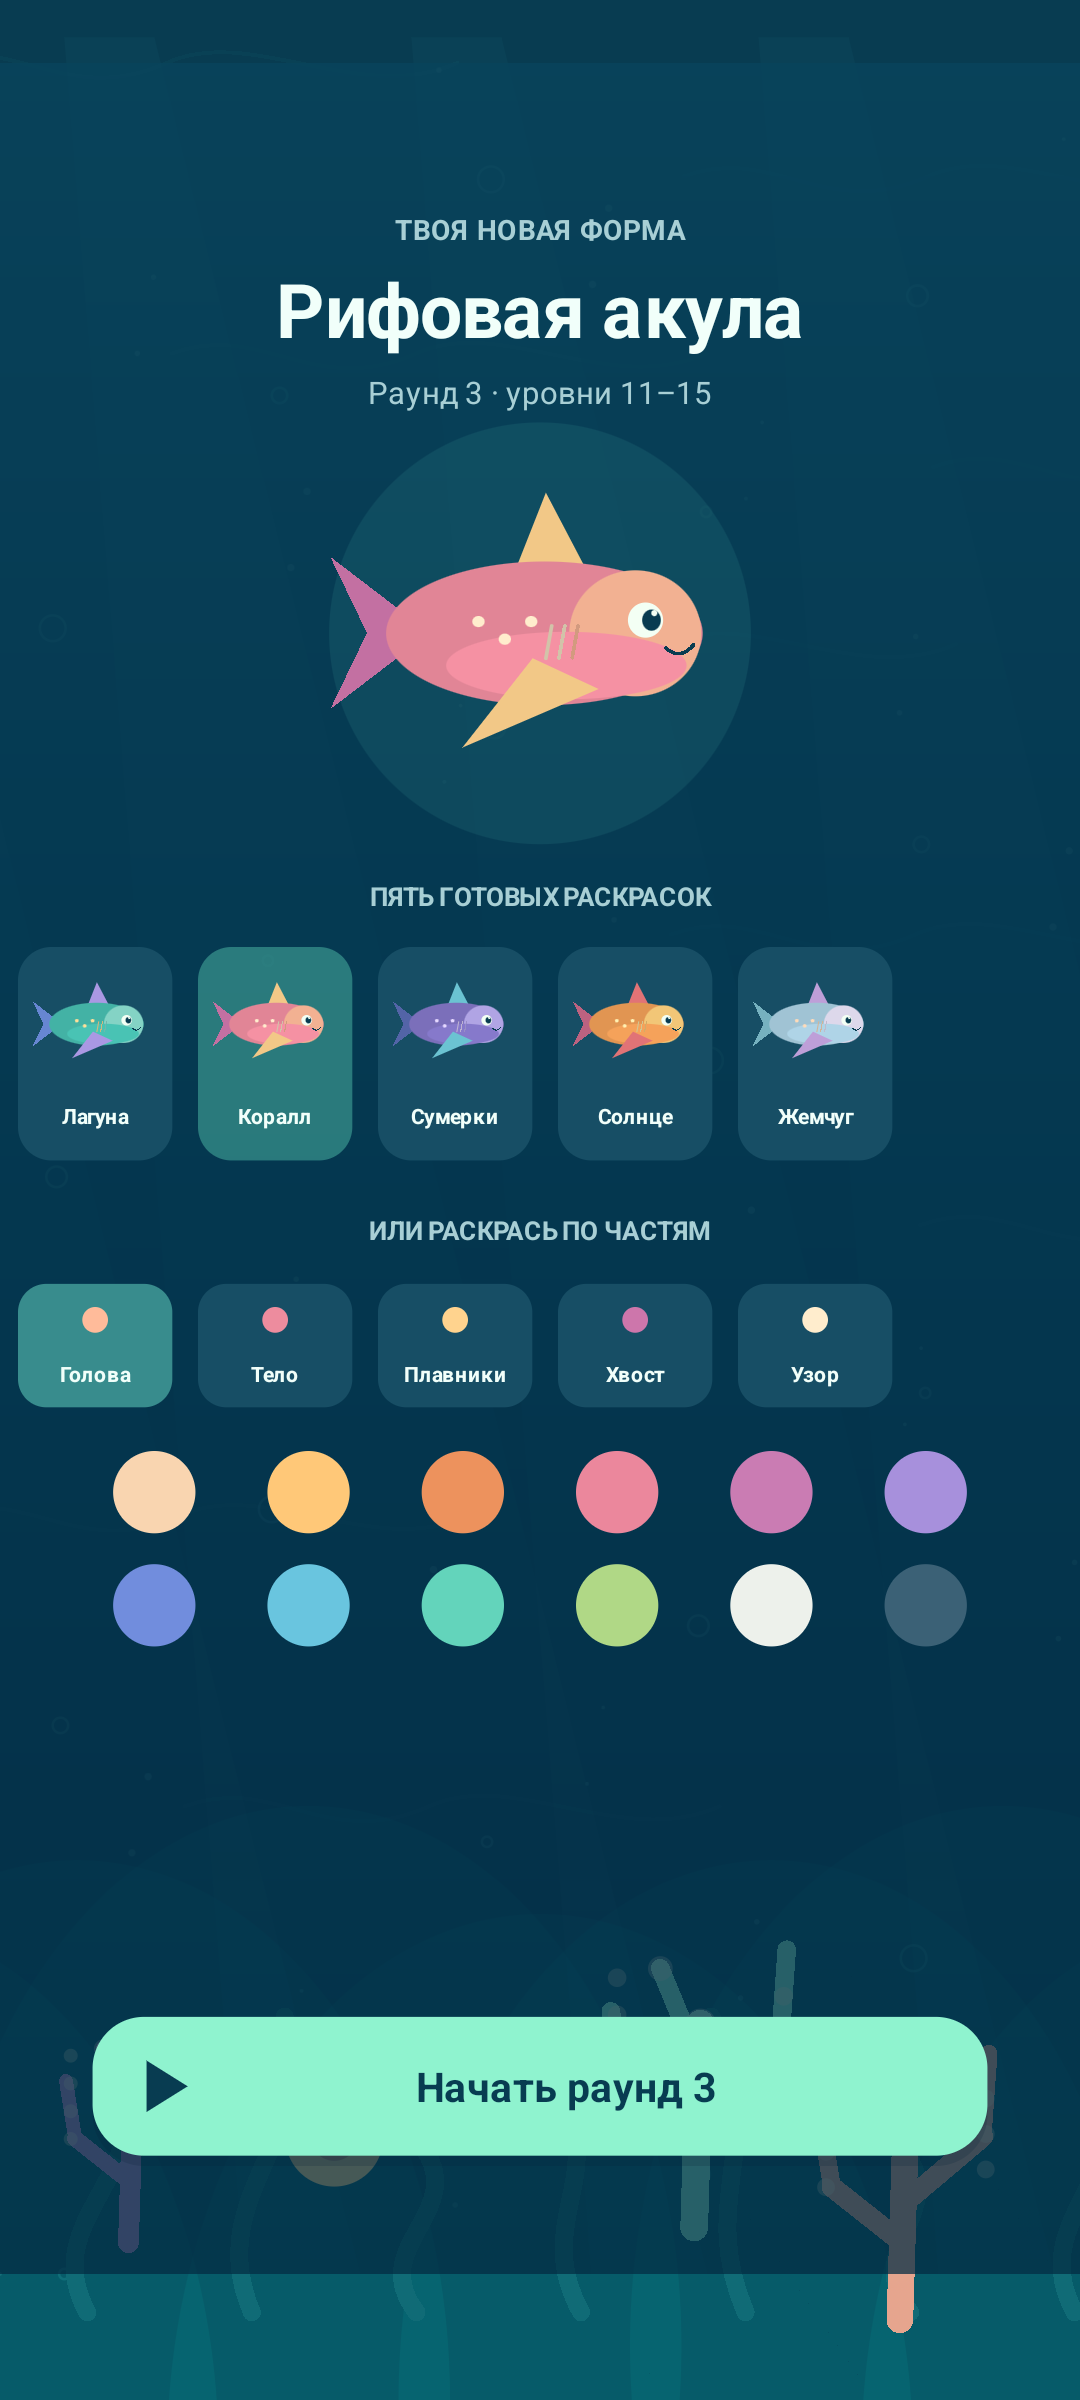 ТВОЯ НОВАЯ ФОРМА
Рифовая акула
Раунд 3 · уровни 11–15
ПЯТЬ ГОТОВЫХ РАСКРАСОК
Лагуна
Коралл
Сумерки
Солнце
Жемчуг
ИЛИ РАСКРАСЬ ПО ЧАСТЯМ
Голова
Тело
Плавники
Хвост
Узор
Начать раунд 3